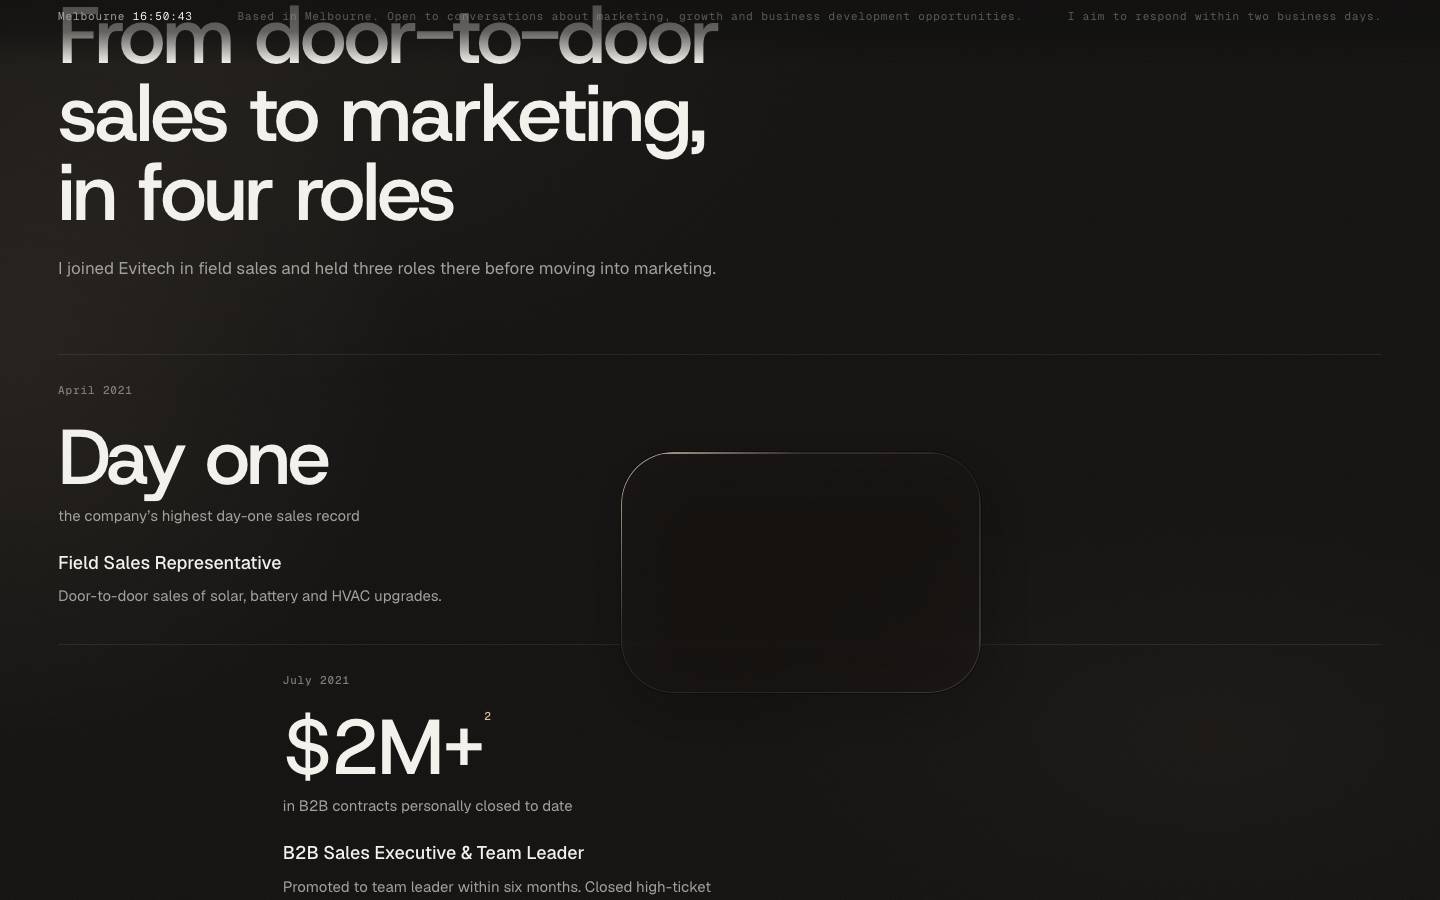 Melbourne 16:50:43
Based in Melbourne. Open to conversations about marketing, growth and business development opportunities.
I aim to respond within two business days.
From door-to-door
sales to marketing,
in four roles
I joined Evitech in field sales and held three roles there before moving into marketing.
April 2021
Day one
the company’s highest day-one sales record
Field Sales Representative
Door-to-door sales of solar, battery and HVAC upgrades.
July 2021
$2M+ 2
in B2B contracts personally closed to date
B2B Sales Executive & Team Leader
Promoted to team leader within six months. Closed high-ticket